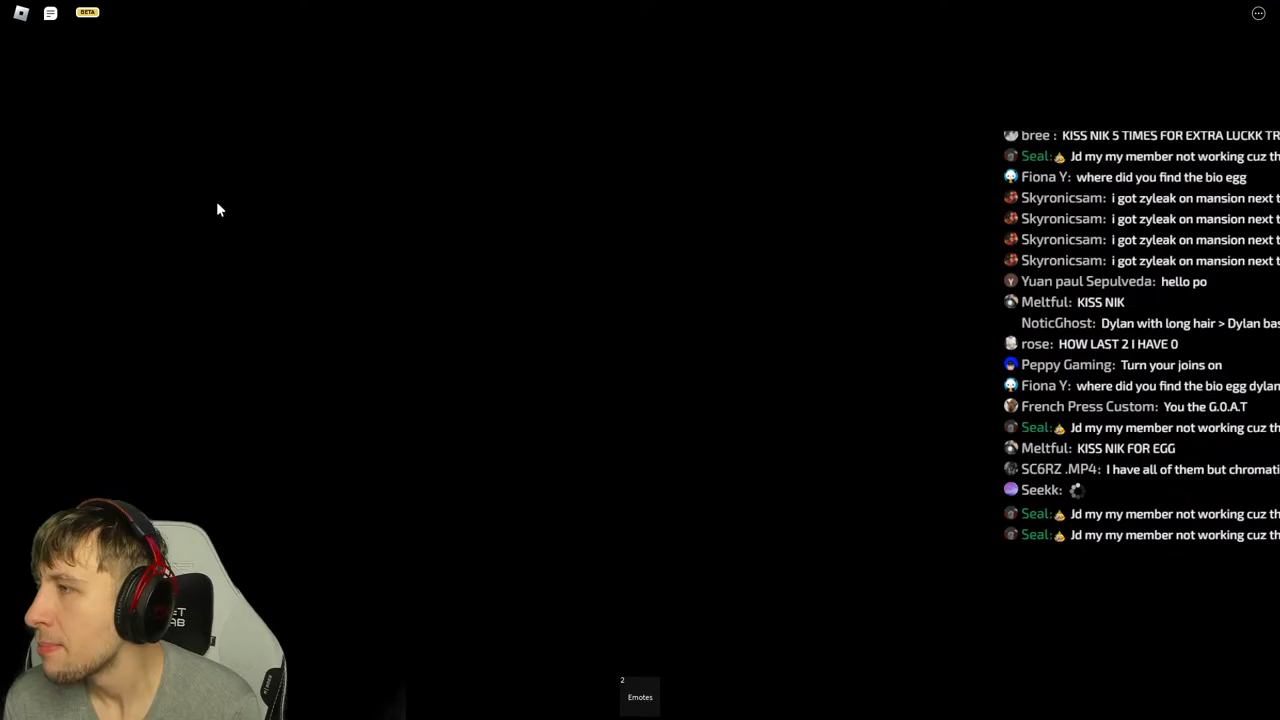 BETA
bree : KISS NIK 5 TIMES FOR EXTRA LUCKK TR
Seal: Jd my my member not working cuz th
Fiona Y: where did you find the bio egg
Skyronicsam: i got zyleak on mansion next t
Skyronicsam: i got zyleak on mansion next t
Skyronicsam: i got zyleak on mansion next t
Skyronicsam: i got zyleak on mansion next t
Yuan paul Sepulveda: hello po
Meltful: KISS NIK
NoticGhost: Dylan with long hair > Dylan bas
rose: HOW LAST 2 I HAVE 0
Peppy Gaming: Turn your joins on
Fiona Y: where did you find the bio egg dylan
French Press Custom: You the G.O.A.T
Seal: Jd my my member not working cuz th
Meltful: KISS NIK FOR EGG
SC6RZ .MP4: I have all of them but chromati
Seekk:
Seal: Jd my my member not working cuz th
Seal: Jd my my member not working cuz th
2
Emotes